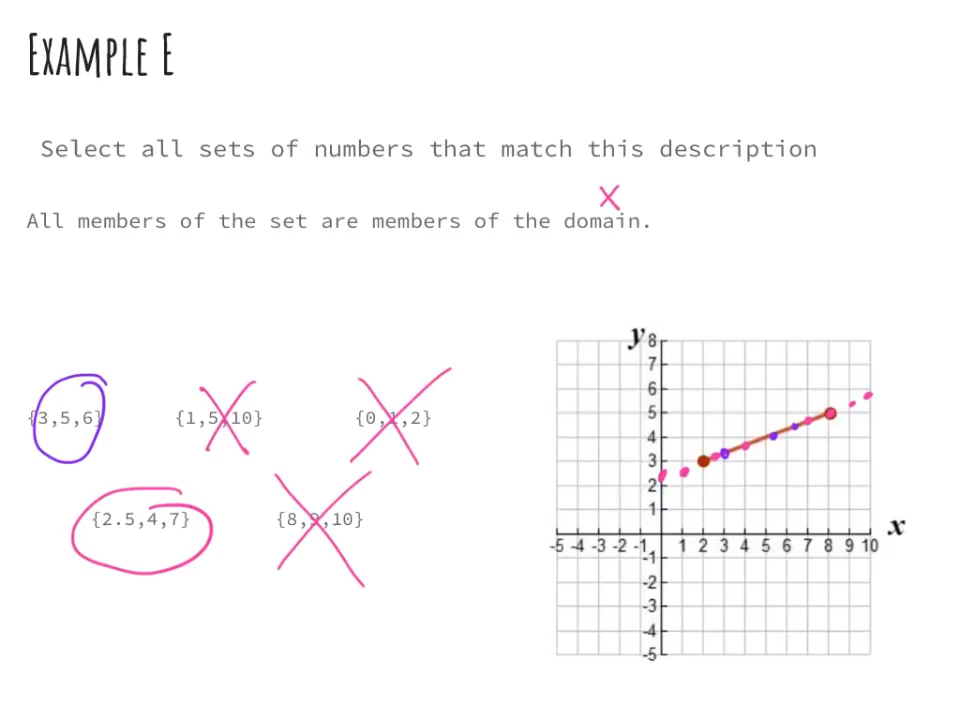 Example E
Select all sets of numbers that match this description
X
All members of the set are members of the domain.
{3,5,6} {1,5,10} {0,1,2}
{2.5,4,7} {8,9,10}
y
8
7
6
5
4
3
2
1
-5 -4 -3 -2 -1 1 2 3 4 5 6 7 8 9 10 x
-1
-2
-3
-4
-5